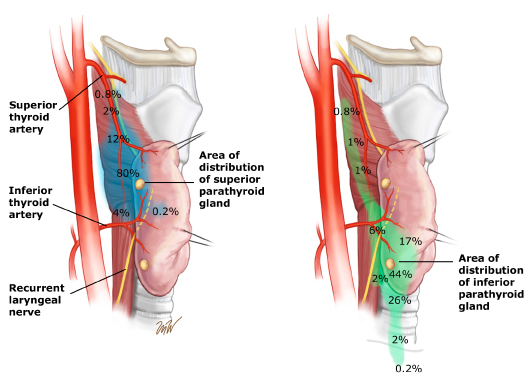 0.8%
2%
Superior
thyroid
artery
12%
80%
Area of
distribution
of superior
parathyroid
gland
Inferior
thyroid
artery
4%
0.2%
Recurrent
laryngeal
nerve
0.8%
1%
1%
6%
17%
2%
44%
26%
2%
0.2%
Area of
distribution
of inferior
parathyroid
gland